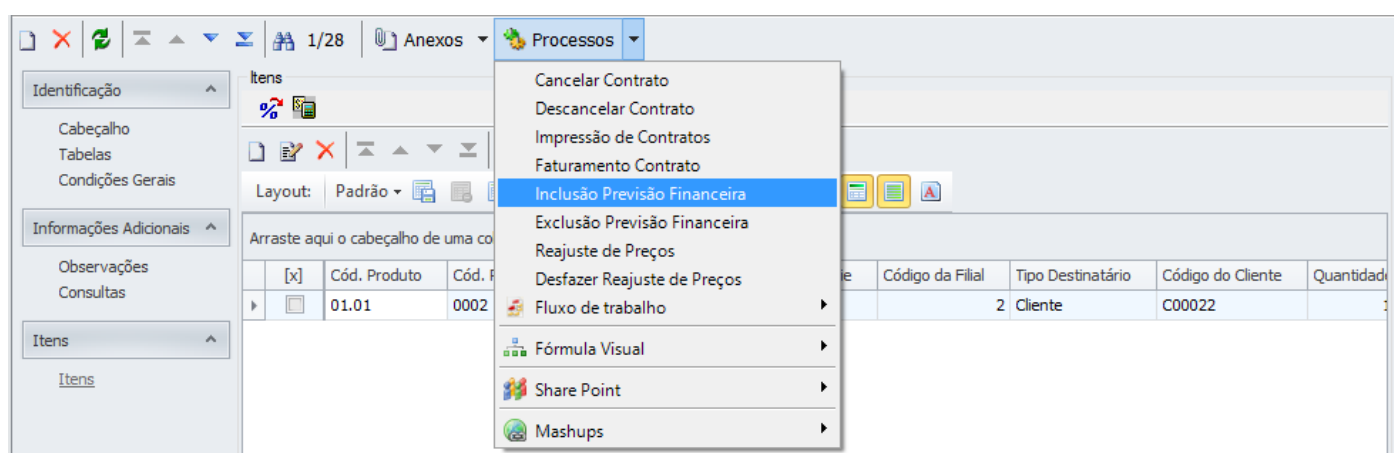 1/28 Anexos Processos
Identificação
Cabeçalho
Tabelas
Condições Gerais
Informações Adicionais
Observações
Consultas
Itens
Itens
Itens
Layout: Padrão
Arraste aqui o cabeçalho de uma
[x] Cód. Produto Cód. Código da Filial Tipo Destinatário Código do Cliente Quantidade
01.01 0002 2 Cliente C00022
Cancelar Contrato
Descancelar Contrato
Impressão de Contratos
Faturamento Contrato
Inclusão Previsão Financeira
Exclusão Previsão Financeira
Reajuste de Preços
Desfazer Reajuste de Preços
Fluxo de trabalho
Fórmula Visual
Share Point
Mashups